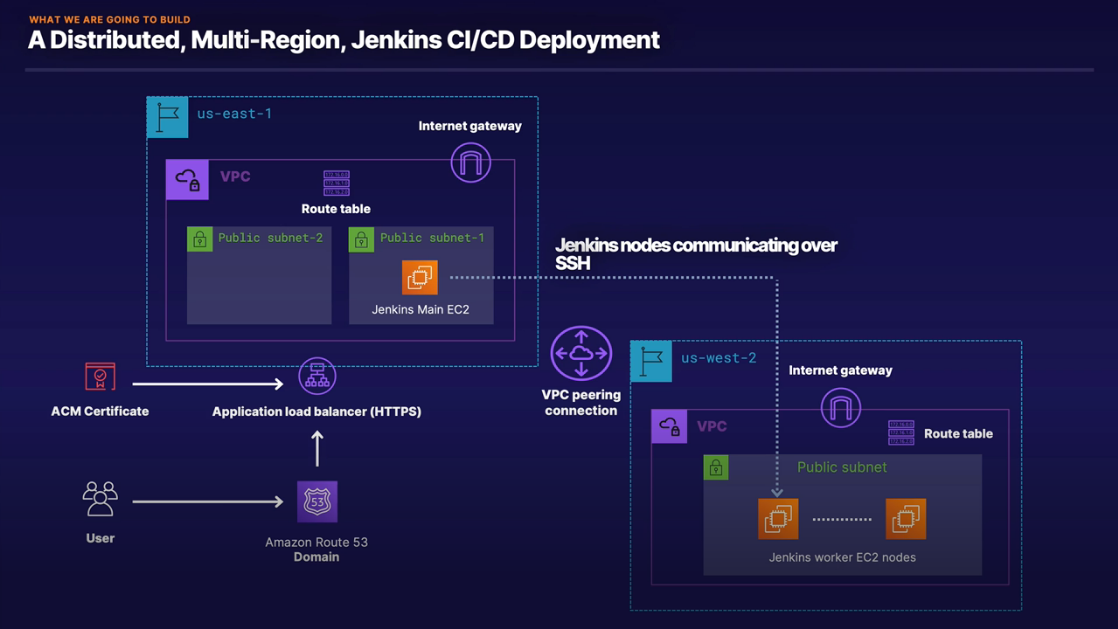 WHAT WE ARE GOING TO BUILD
A Distributed, Multi-Region, Jenkins CI/CD Deployment
us-east-1
Internet gateway
VPC
Route table
Public subnet-2
Public subnet-1
Jenkins Main EC2
Jenkins nodes communicating over
SSH
VPC peering
connection
ACM Certificate
Application load balancer (HTTPS)
User
53
Amazon Route 53
Domain
us-west-2
Internet gateway
VPC
Route table
Public subnet
Jenkins worker EC2 nodes